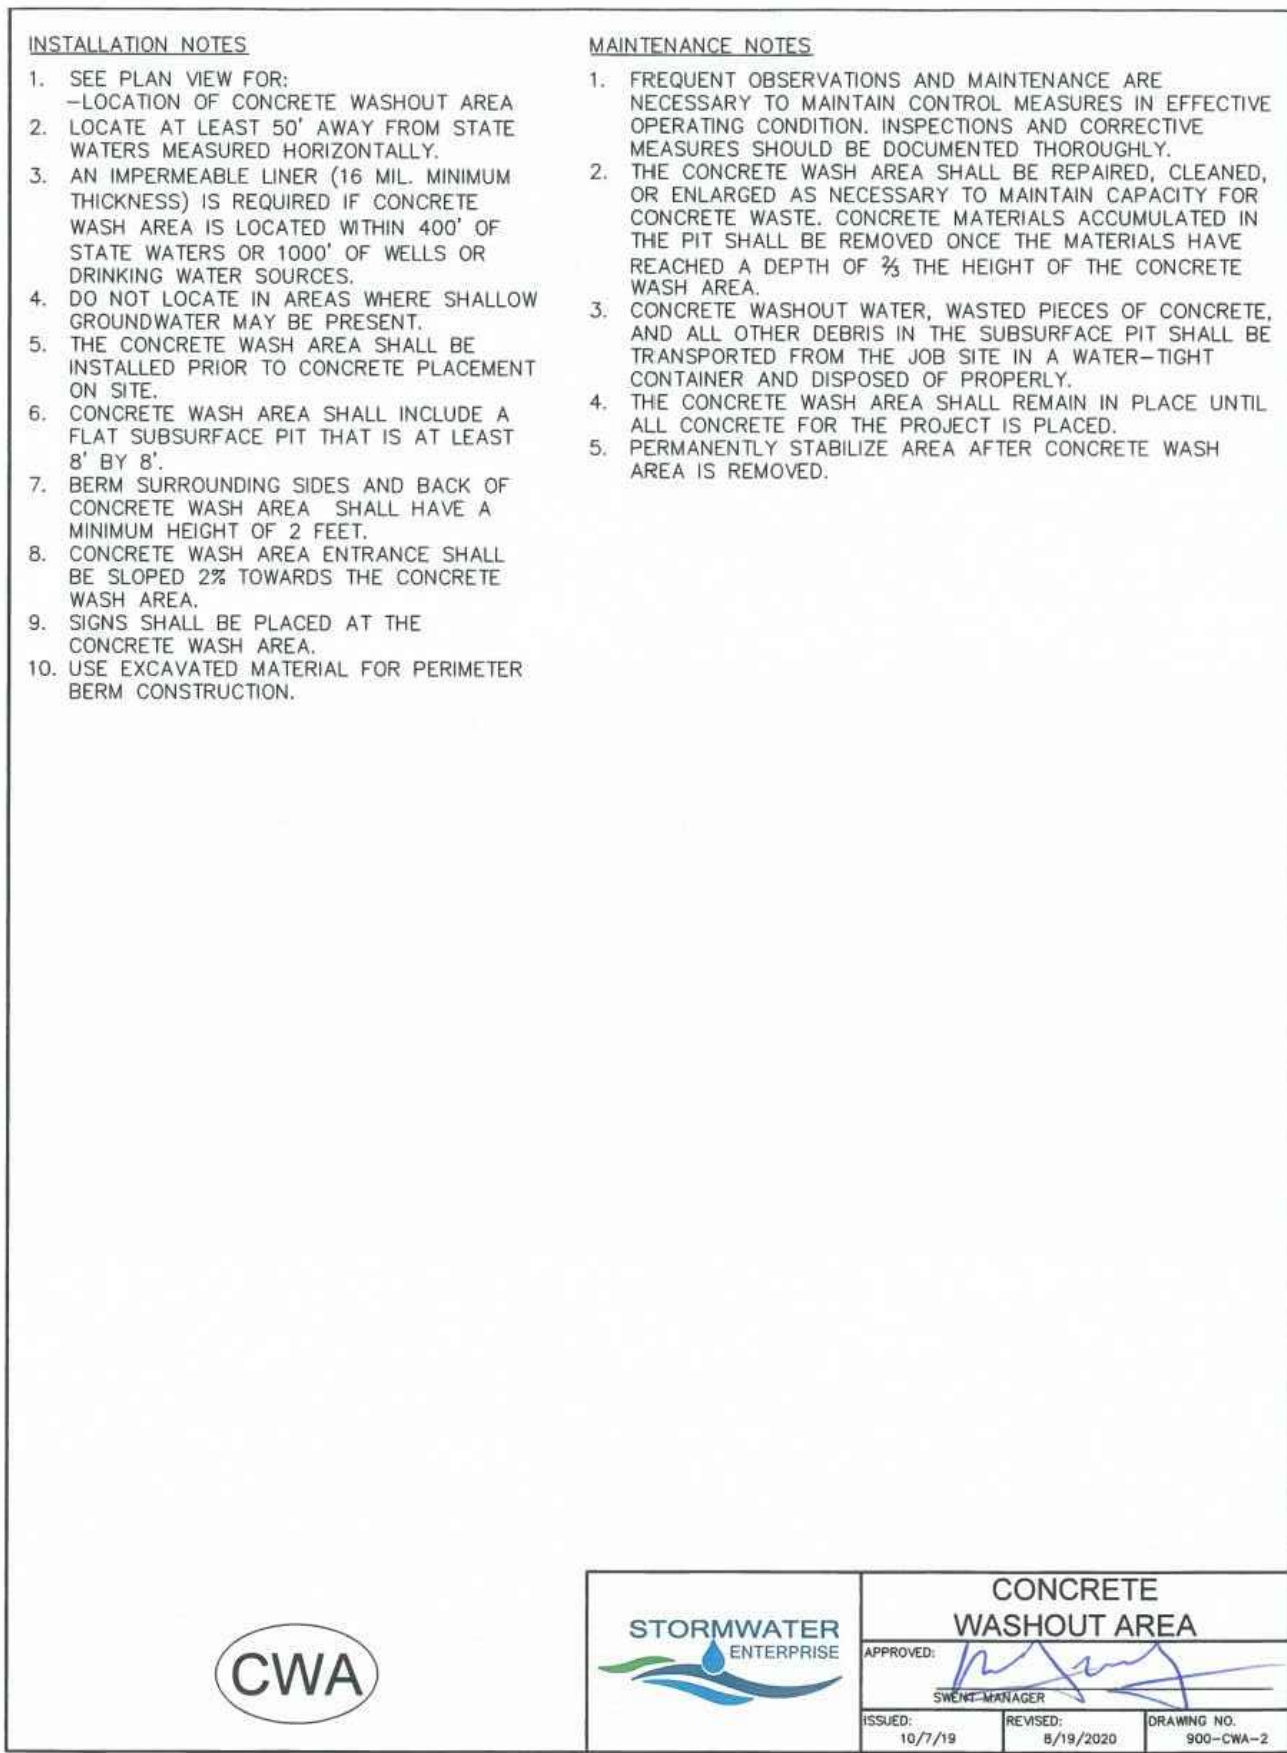 INSTALLATION NOTES
1. SEE PLAN VIEW FOR:
-LOCATION OF CONCRETE WASHOUT AREA
2. LOCATE AT LEAST 50' AWAY FROM STATE
WATERS MEASURED HORIZONTALLY.
3. AN IMPERMEABLE LINER (16 MIL. MINIMUM
THICKNESS) IS REQUIRED IF CONCRETE
WASH AREA IS LOCATED WITHIN 400' OF
STATE WATERS OR 1000' OF WELLS OR
DRINKING WATER SOURCES.
4. DO NOT LOCATE IN AREAS WHERE SHALLOW
GROUNDWATER MAY BE PRESENT.
5. THE CONCRETE WASH AREA SHALL BE
INSTALLED PRIOR TO CONCRETE PLACEMENT
ON SITE.
6. CONCRETE WASH AREA SHALL INCLUDE A
FLAT SUBSURFACE PIT THAT IS AT LEAST
8' BY 8'.
7. BERM SURROUNDING SIDES AND BACK OF
CONCRETE WASH AREA SHALL HAVE A
MINIMUM HEIGHT OF 2 FEET.
8. CONCRETE WASH AREA ENTRANCE SHALL
BE SLOPED 2% TOWARDS THE CONCRETE
WASH AREA.
9. SIGNS SHALL BE PLACED AT THE
CONCRETE WASH AREA.
10. USE EXCAVATED MATERIAL FOR PERIMETER
BERM CONSTRUCTION.
MAINTENANCE NOTES
1. FREQUENT OBSERVATIONS AND MAINTENANCE ARE
NECESSARY TO MAINTAIN CONTROL MEASURES IN EFFECTIVE
OPERATING CONDITION. INSPECTIONS AND CORRECTIVE
MEASURES SHOULD BE DOCUMENTED THOROUGHLY.
2. THE CONCRETE WASH AREA SHALL BE REPAIRED, CLEANED,
OR ENLARGED AS NECESSARY TO MAINTAIN CAPACITY FOR
CONCRETE WASTE. CONCRETE MATERIALS ACCUMULATED IN
THE PIT SHALL BE REMOVED ONCE THE MATERIALS HAVE
REACHED A DEPTH OF ⅔ THE HEIGHT OF THE CONCRETE
WASH AREA.
3. CONCRETE WASHOUT WATER, WASTED PIECES OF CONCRETE,
AND ALL OTHER DEBRIS IN THE SUBSURFACE PIT SHALL BE
TRANSPORTED FROM THE JOB SITE IN A WATER-TIGHT
CONTAINER AND DISPOSED OF PROPERLY.
4. THE CONCRETE WASH AREA SHALL REMAIN IN PLACE UNTIL
ALL CONCRETE FOR THE PROJECT IS PLACED.
5. PERMANENTLY STABILIZE AREA AFTER CONCRETE WASH
AREA IS REMOVED.
CWA
STORMWATER
ENTERPRISE
CONCRETE
WASHOUT AREA
APPROVED:
SWENT MANAGER
ISSUED:
10/7/19
REVISED:
8/19/2020
DRAWING NO.
900-CWA-2